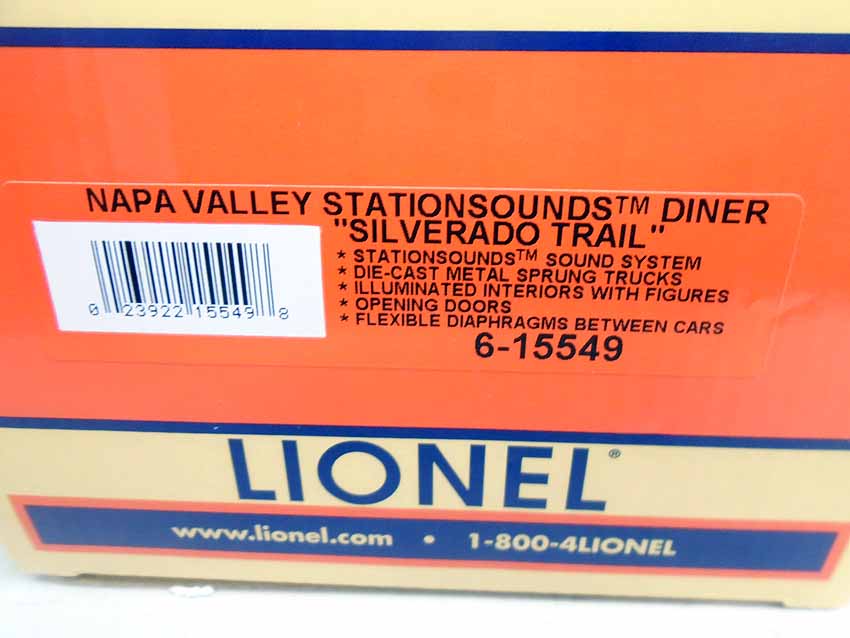 NAPA VALLEY STATIONSOUNDS™ DINER
"SILVERADO TRAIL"
* STATIONSOUNDS™ SOUND SYSTEM
* DIE-CAST METAL SPRUNG TRUCKS
* ILLUMINATED INTERIORS WITH FIGURES
* OPENING DOORS
* FLEXIBLE DIAPHRAGMS BETWEEN CARS
6-15549
0 23922 15549 8
LIONEL®
www.lionel.com • 1-800-4LIONEL